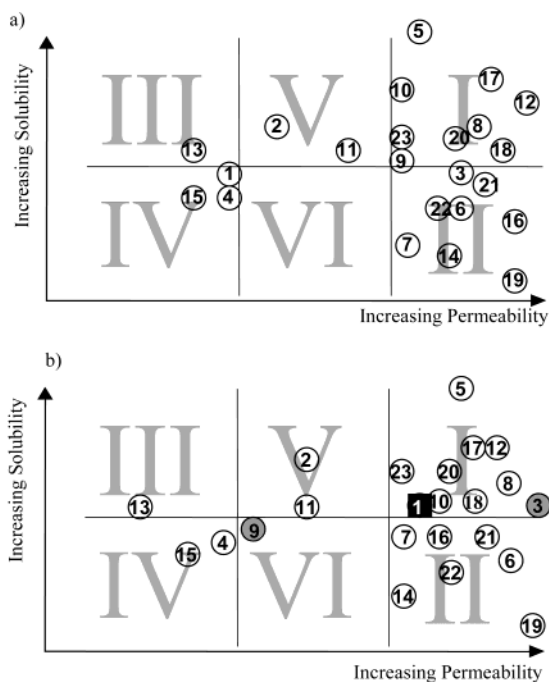 a)
Increasing Solubility
5
17
10
III
V
I
12
2
8
23
20
13
11
18
9
1
3
21
15
4
22
6
IV
VI
II
16
7
14
19
Increasing Permeability
b)
Increasing Solubility
5
III
V
I
17
12
2
23
20
8
13
11
1
10
18
3
9
4
7
16
21
15
IV
VI
II
6
22
14
19
Increasing Permeability